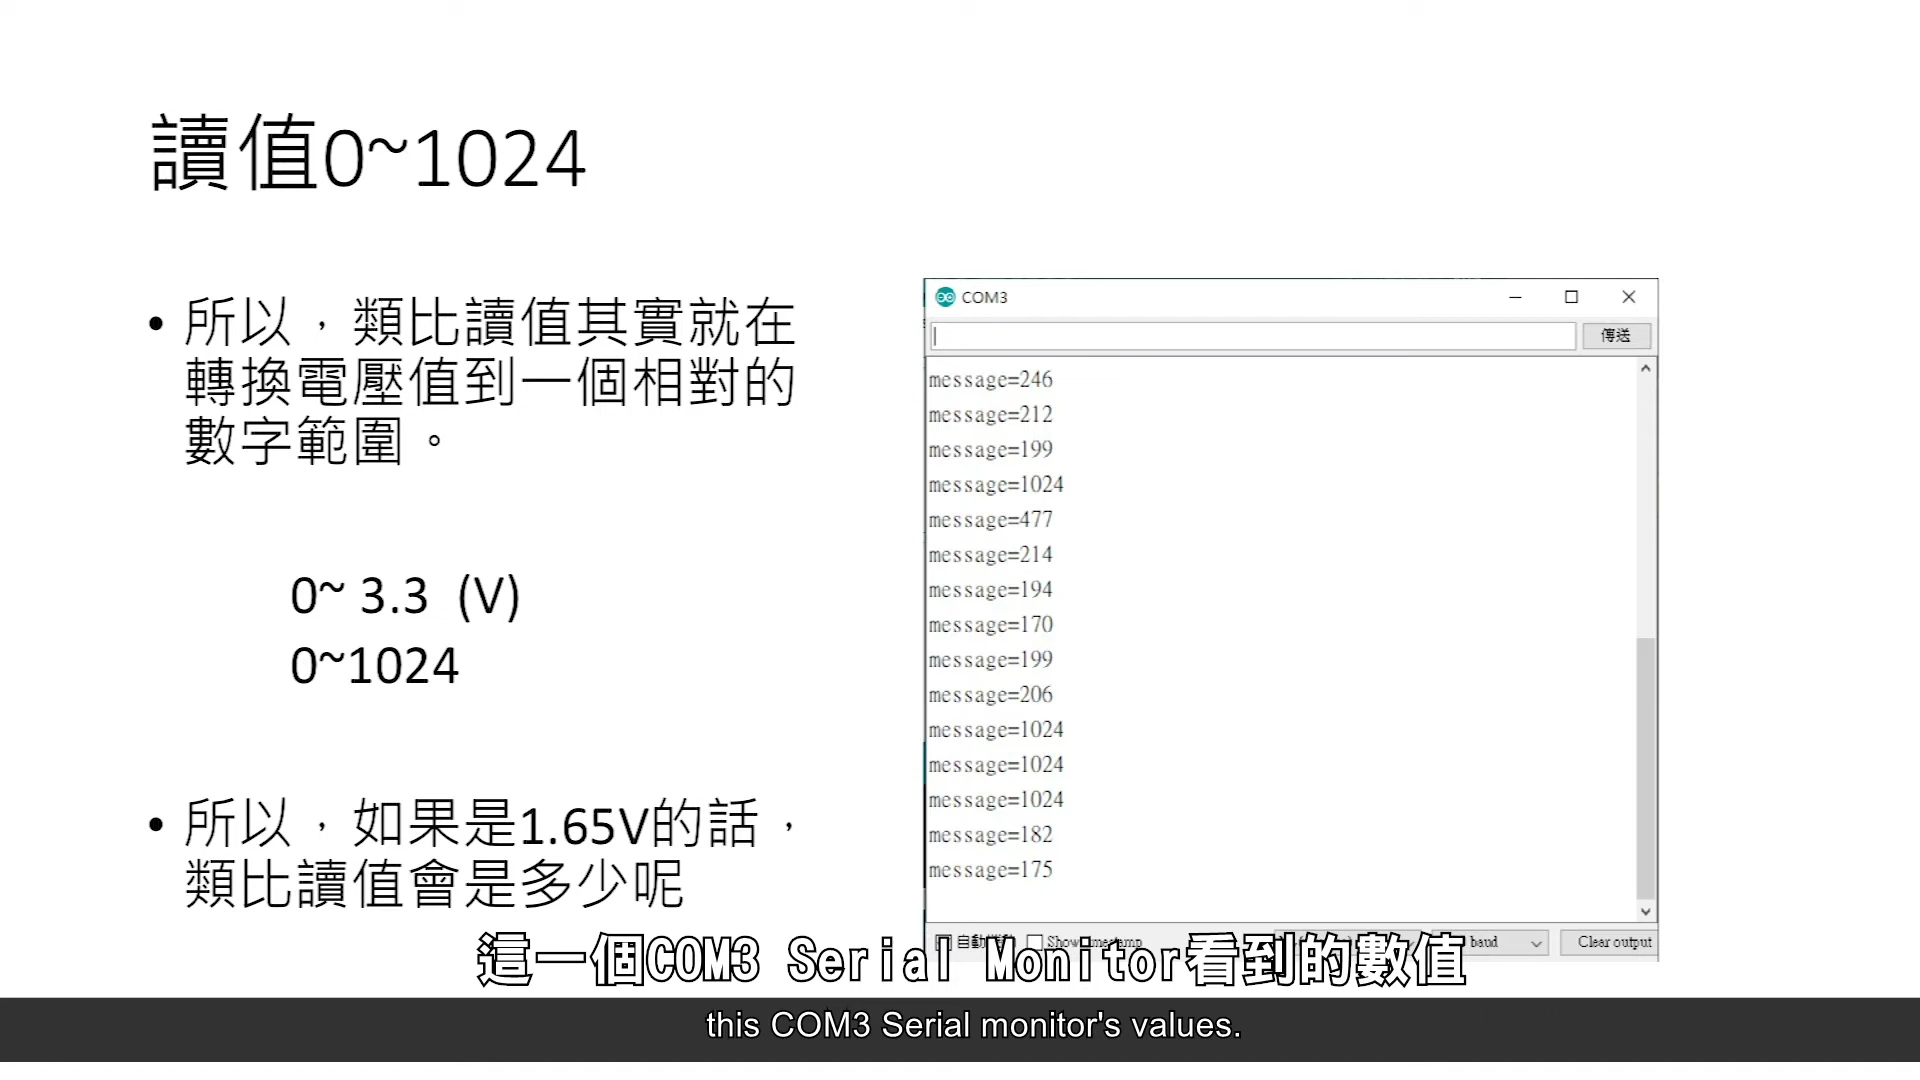 讀值0~1024
• 所以，類比讀值其實就在
轉換電壓值到一個相對的
數字範圍。
0~ 3.3 (V)
0~1024
• 所以，如果是1.65V的話，
類比讀值會是多少呢
COM3
傳送
message=246
message=212
message=199
message=1024
message=477
message=214
message=194
message=170
message=199
message=206
message=1024
message=1024
message=1024
message=182
message=175
自動 Show timestamp baud Clear output
這一個COM3 Serial Monitor看到的數值
this COM3 Serial monitor's values.